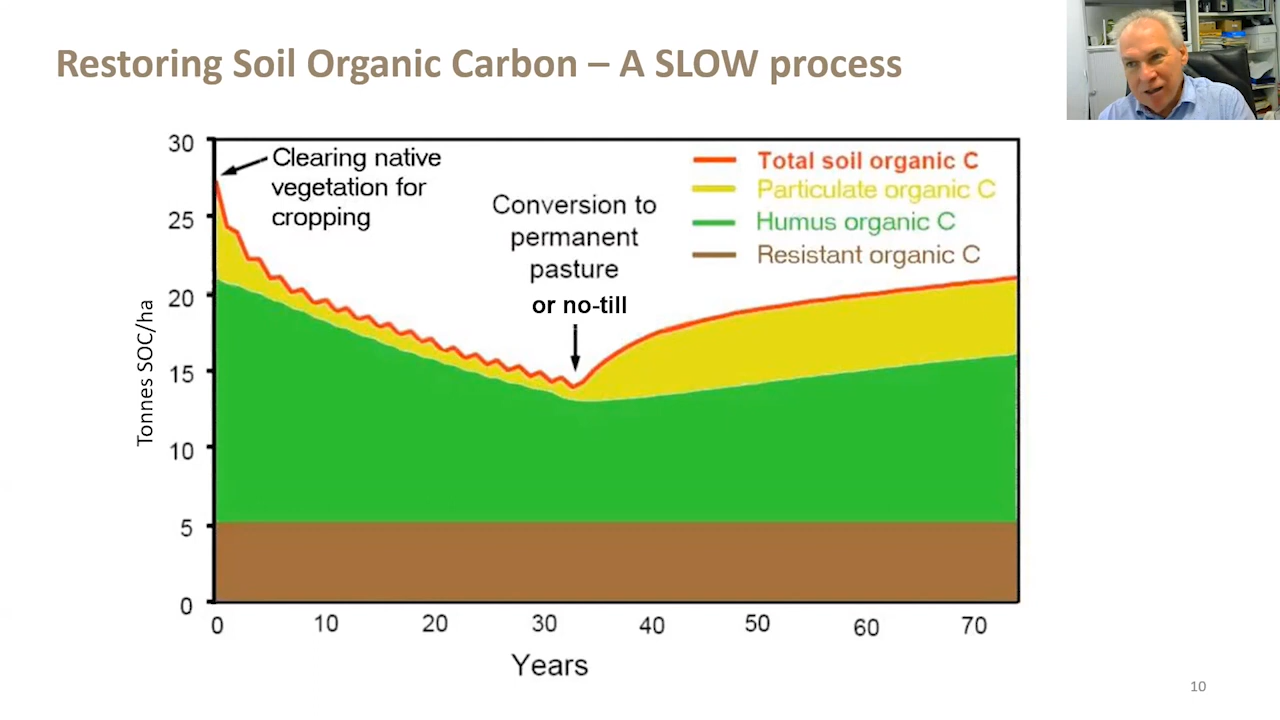 Restoring Soil Organic Carbon – A SLOW process
30
25
20
15
10
5
0
Tonnes SOC/ha
Clearing native
vegetation for
cropping
Conversion to
permanent
pasture
or no-till
Total soil organic C
Particulate organic C
Humus organic C
Resistant organic C
0 10 20 30 40 50 60 70
Years
10